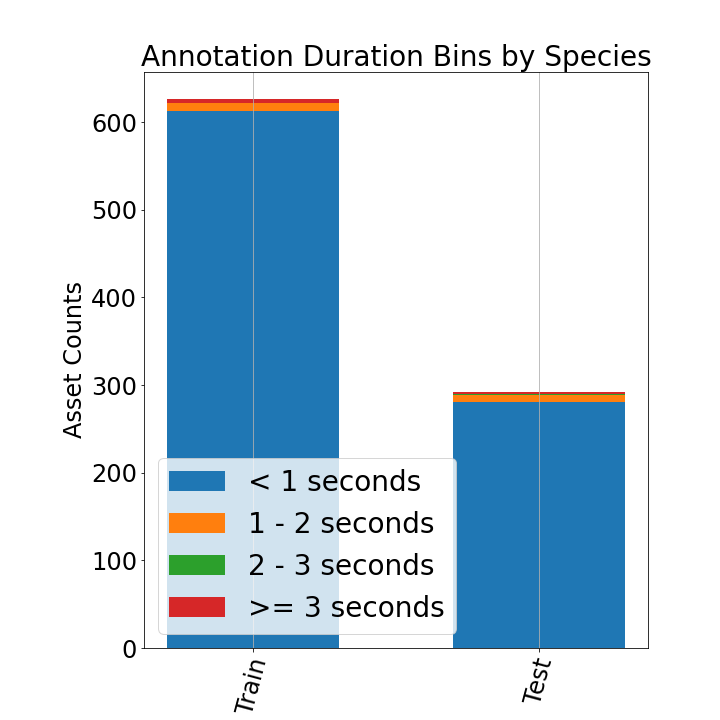 Annotation Duration Bins by Species
Asset Counts
600
500
400
300
200
100
0
< 1 seconds
1 - 2 seconds
2 - 3 seconds
>= 3 seconds
Train
Test